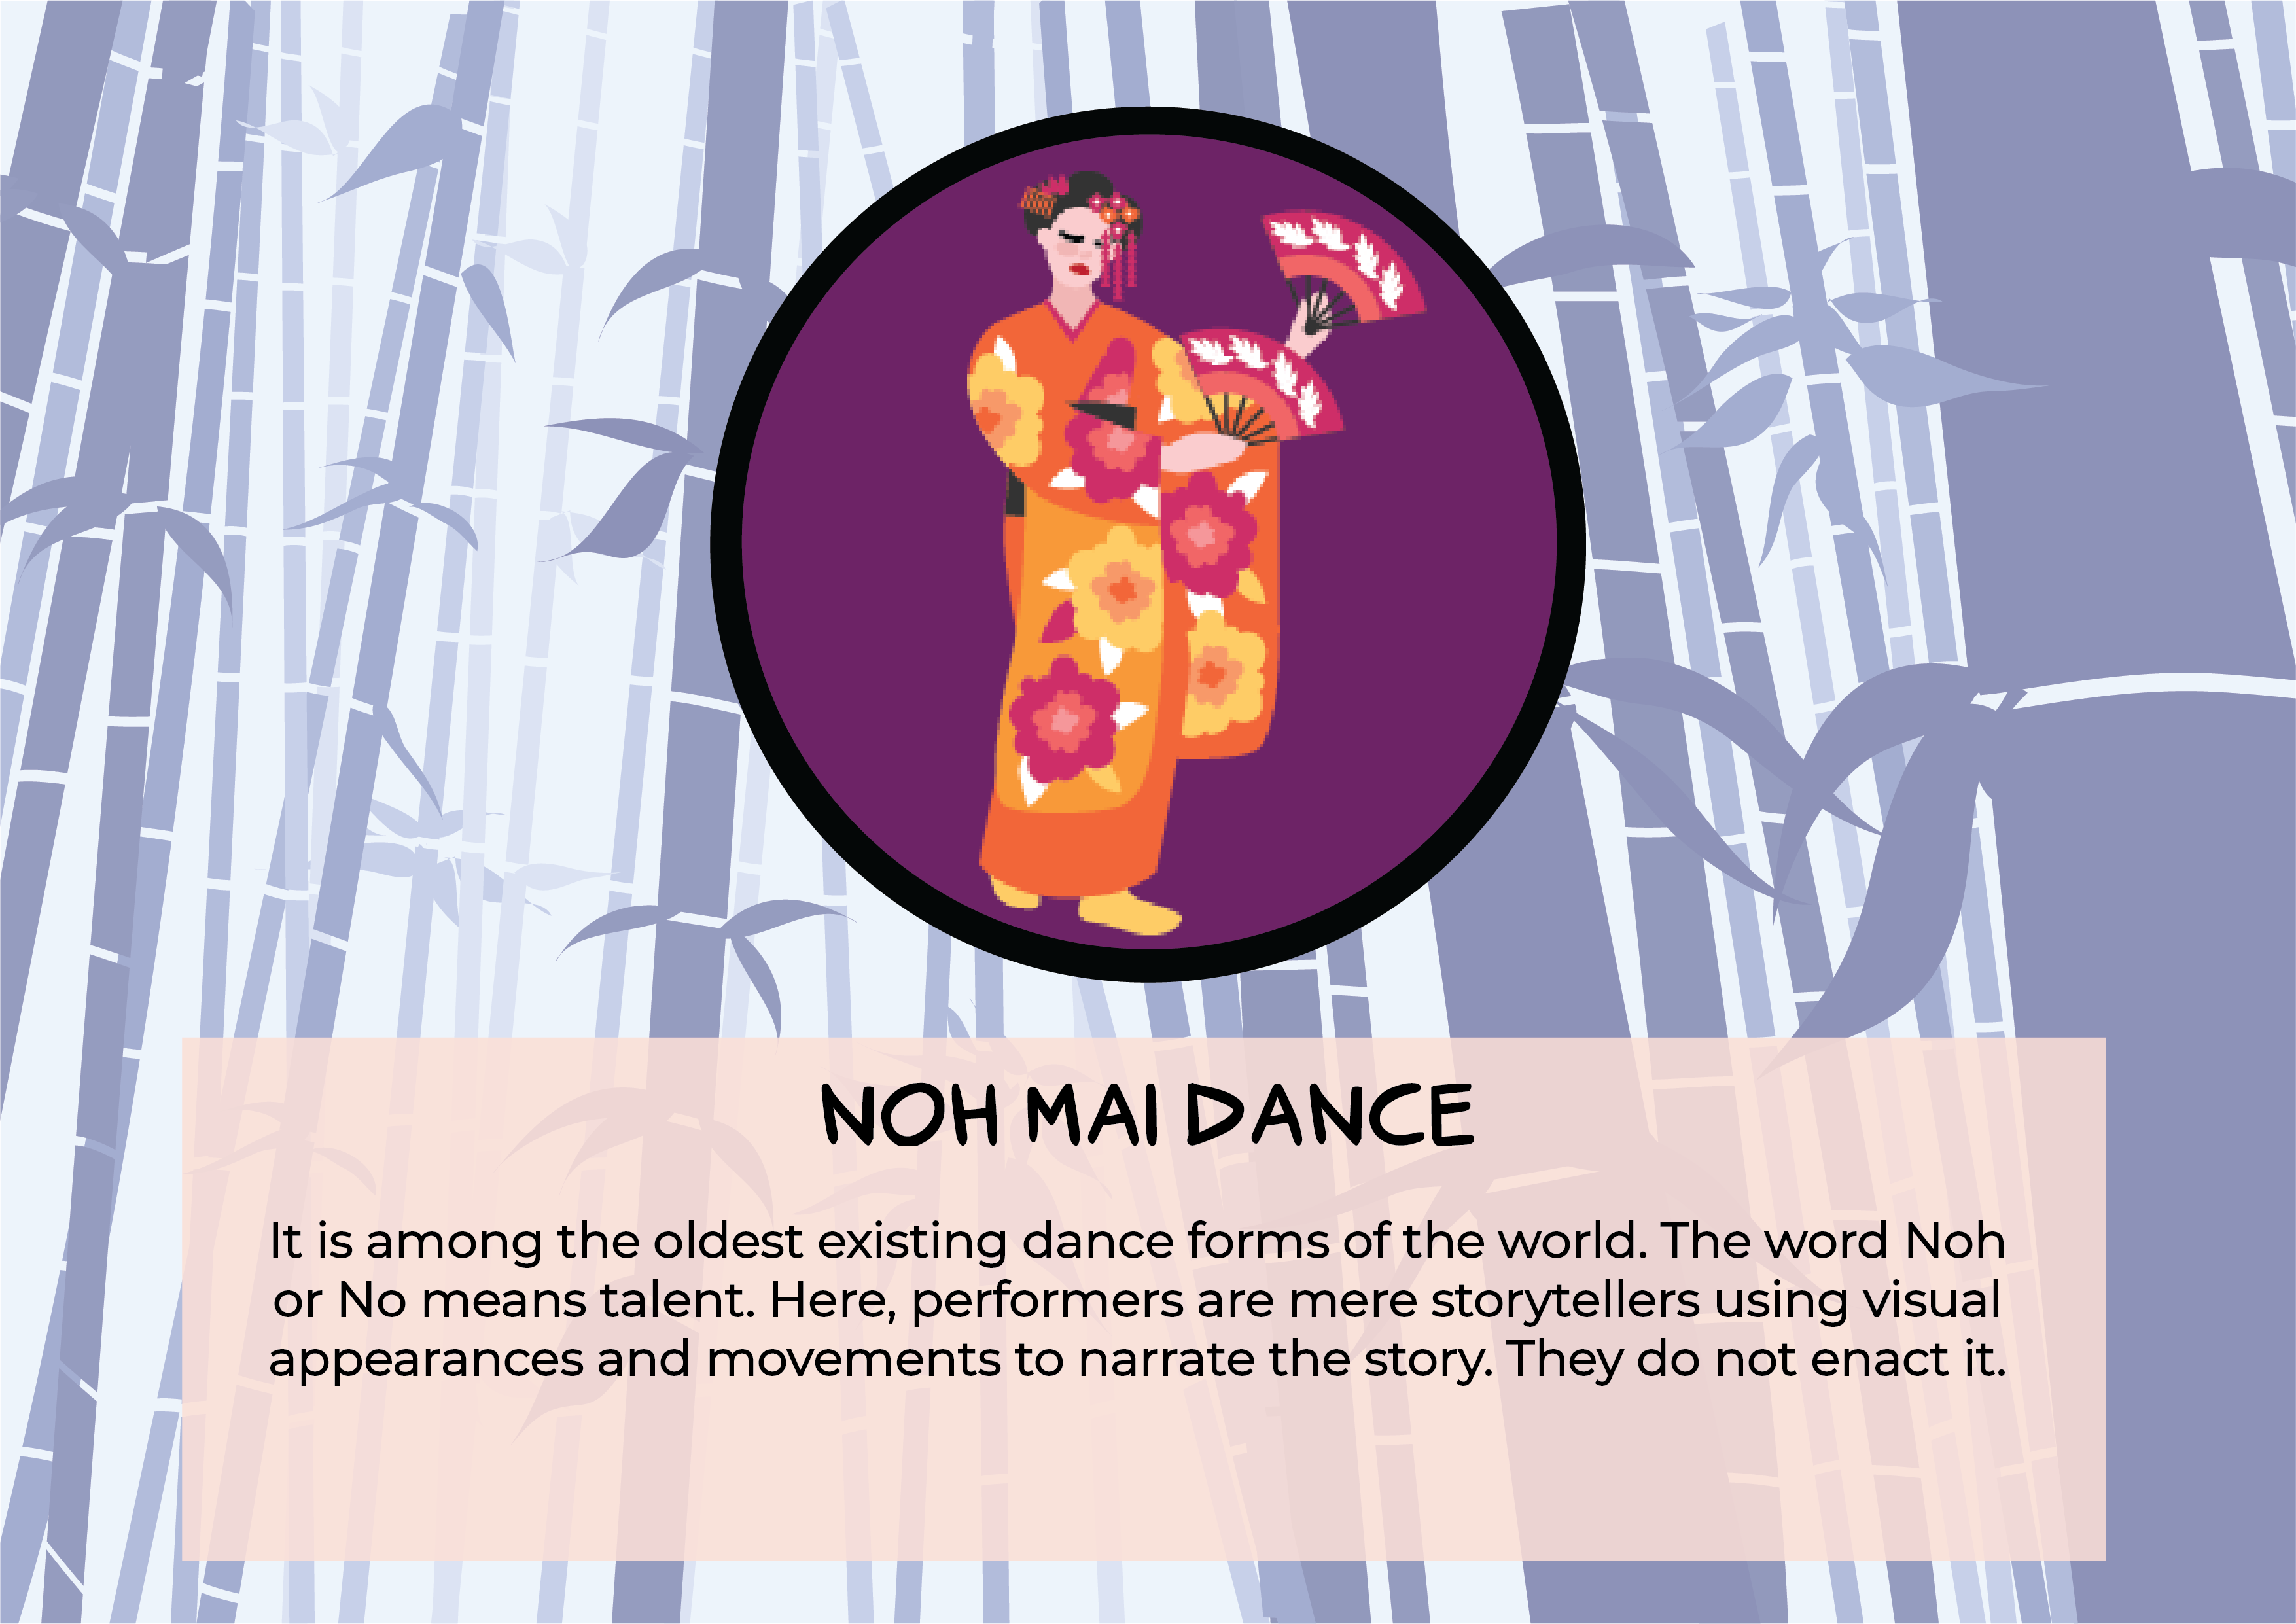 NOH MAI DANCE
It is among the oldest existing dance forms of the world. The word Noh
or No means talent. Here, performers are mere storytellers using visual
appearances and movements to narrate the story. They do not enact it.